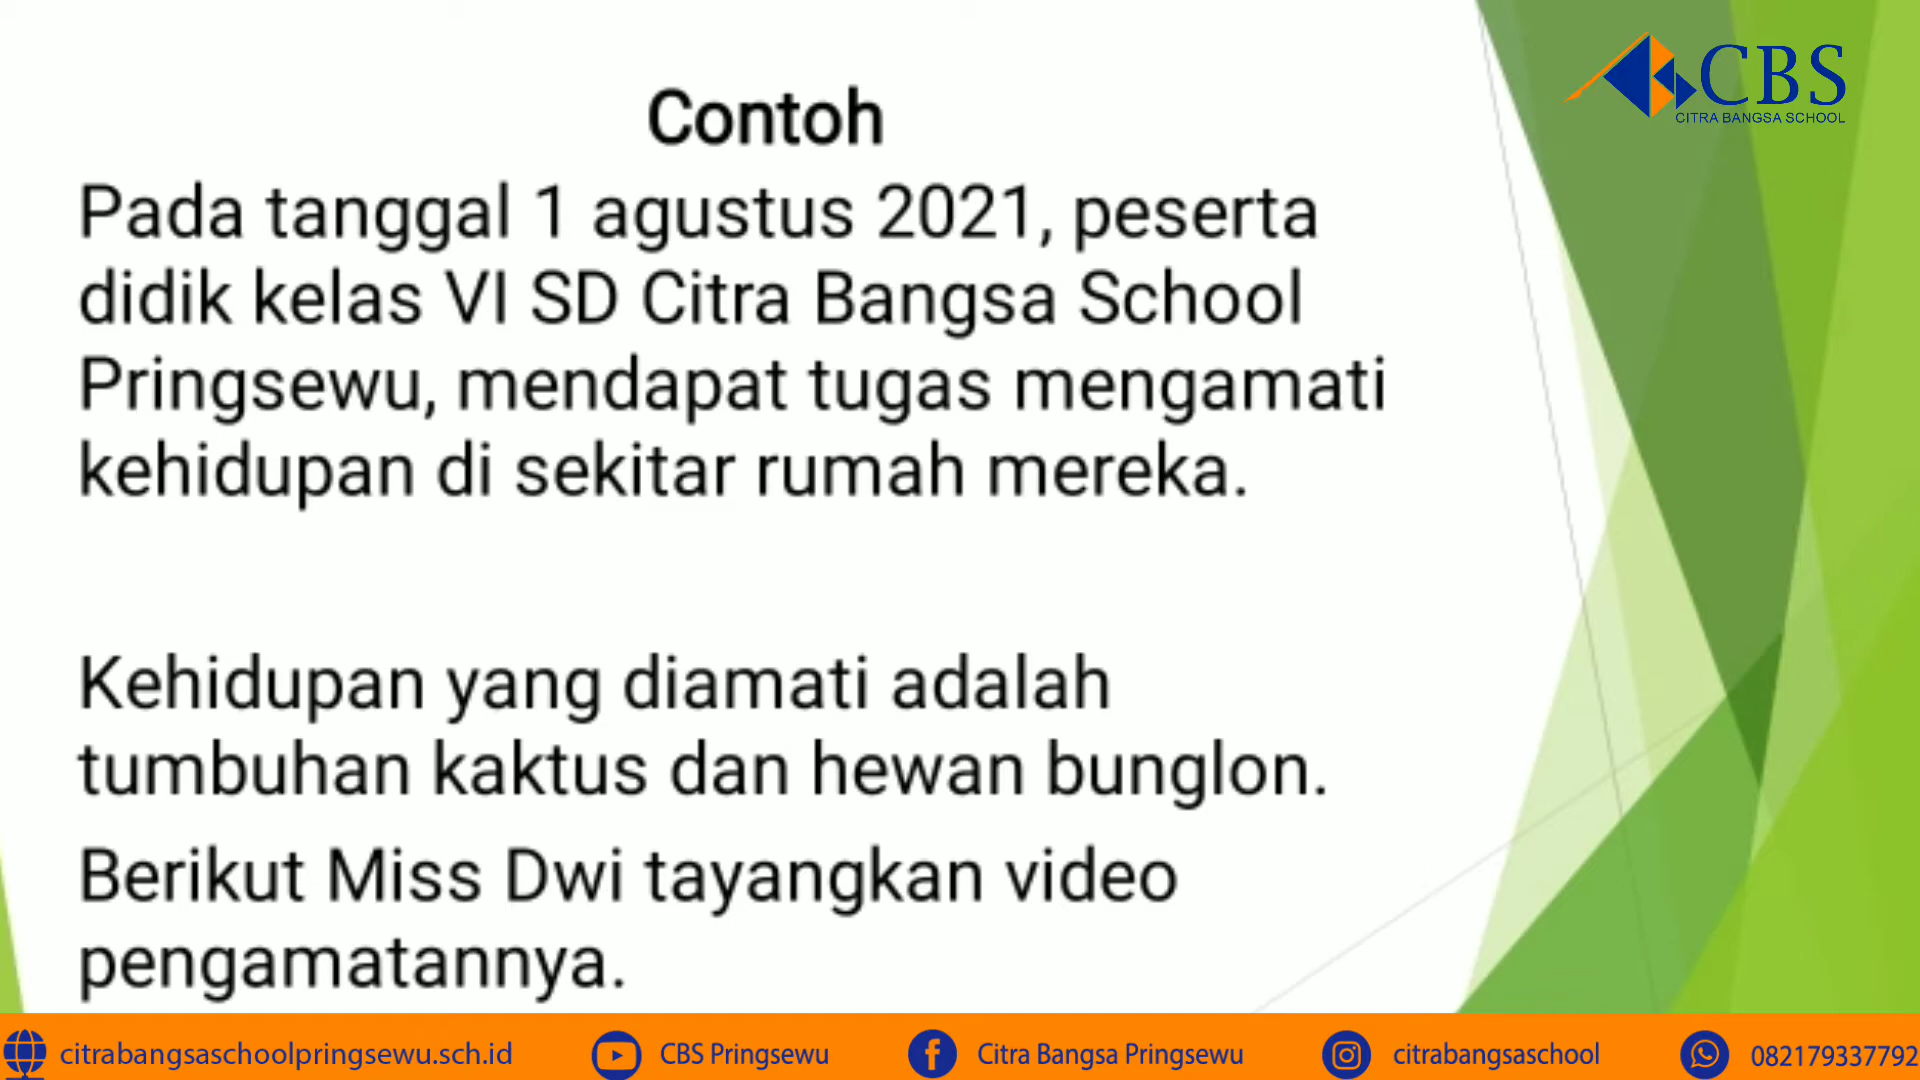 CBS
CITRA BANGSA SCHOOL
Contoh
Pada tanggal 1 agustus 2021, peserta
didik kelas VI SD Citra Bangsa School
Pringsewu, mendapat tugas mengamati
kehidupan di sekitar rumah mereka.
Kehidupan yang diamati adalah
tumbuhan kaktus dan hewan bunglon.
Berikut Miss Dwi tayangkan video
pengamatannya.
citrabangsaschoolpringsewu.sch.id CBS Pringsewu Citra Bangsa Pringsewu citrabangsaschool 082179337792